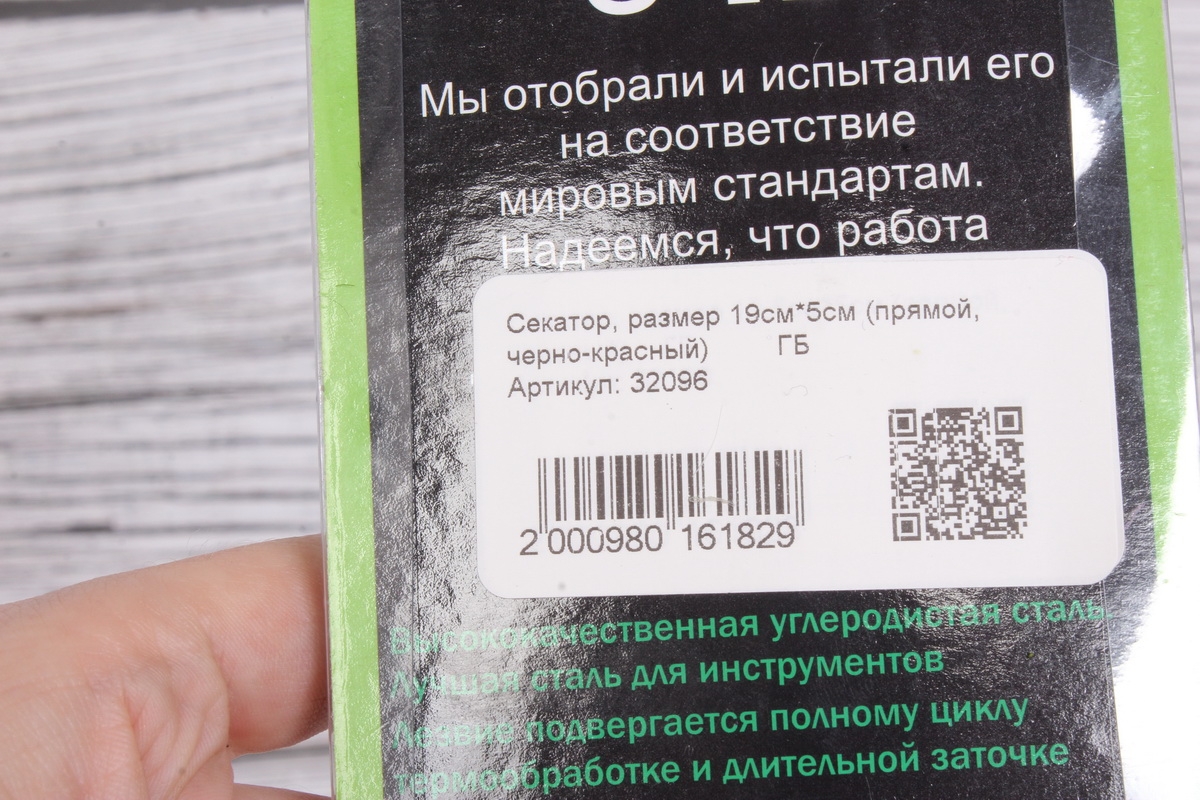 Мы отобрали и испытали его
на соответствие
мировым стандартам.
Надеемся, что работа
Секатор, размер 19см*5см (прямой,
черно-красный) ГБ
Артикул: 32096
2 000980 161829
Высококачественная углеродистая сталь.
Лучшая сталь для инструментов
Лезвие подвергается полному циклу
термообработке и длительной заточке